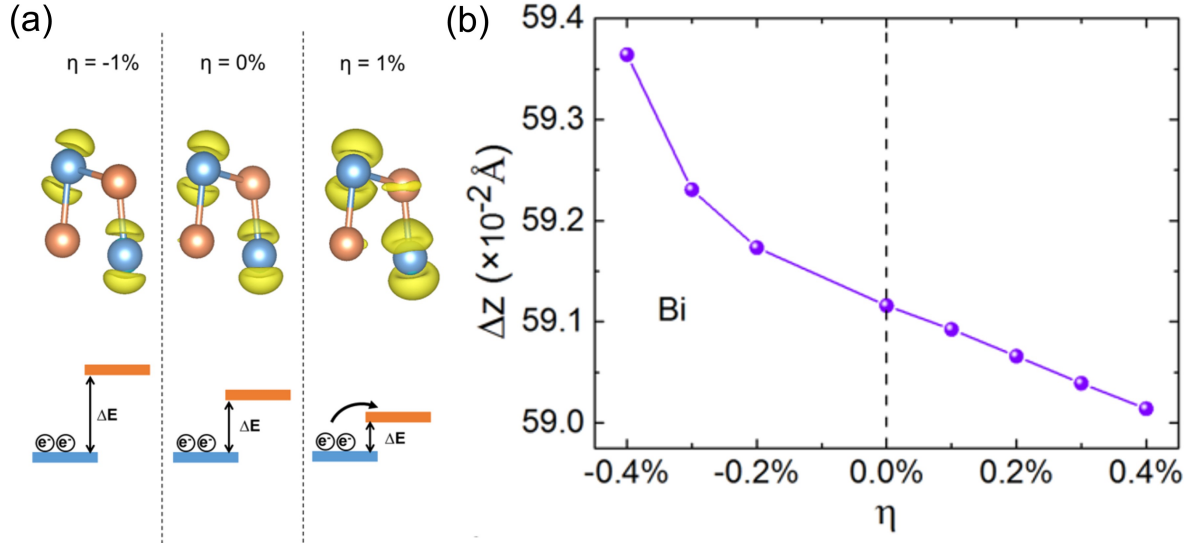 (a)
η = -1%
η = 0%
η = 1%
ΔE
e- e-
ΔE
e- e-
ΔE
e- e-
(b)
59.4
59.3
59.2
59.1
59.0
Δz (×10⁻²Å)
Bi
-0.4%
-0.2%
0.0%
0.2%
0.4%
η